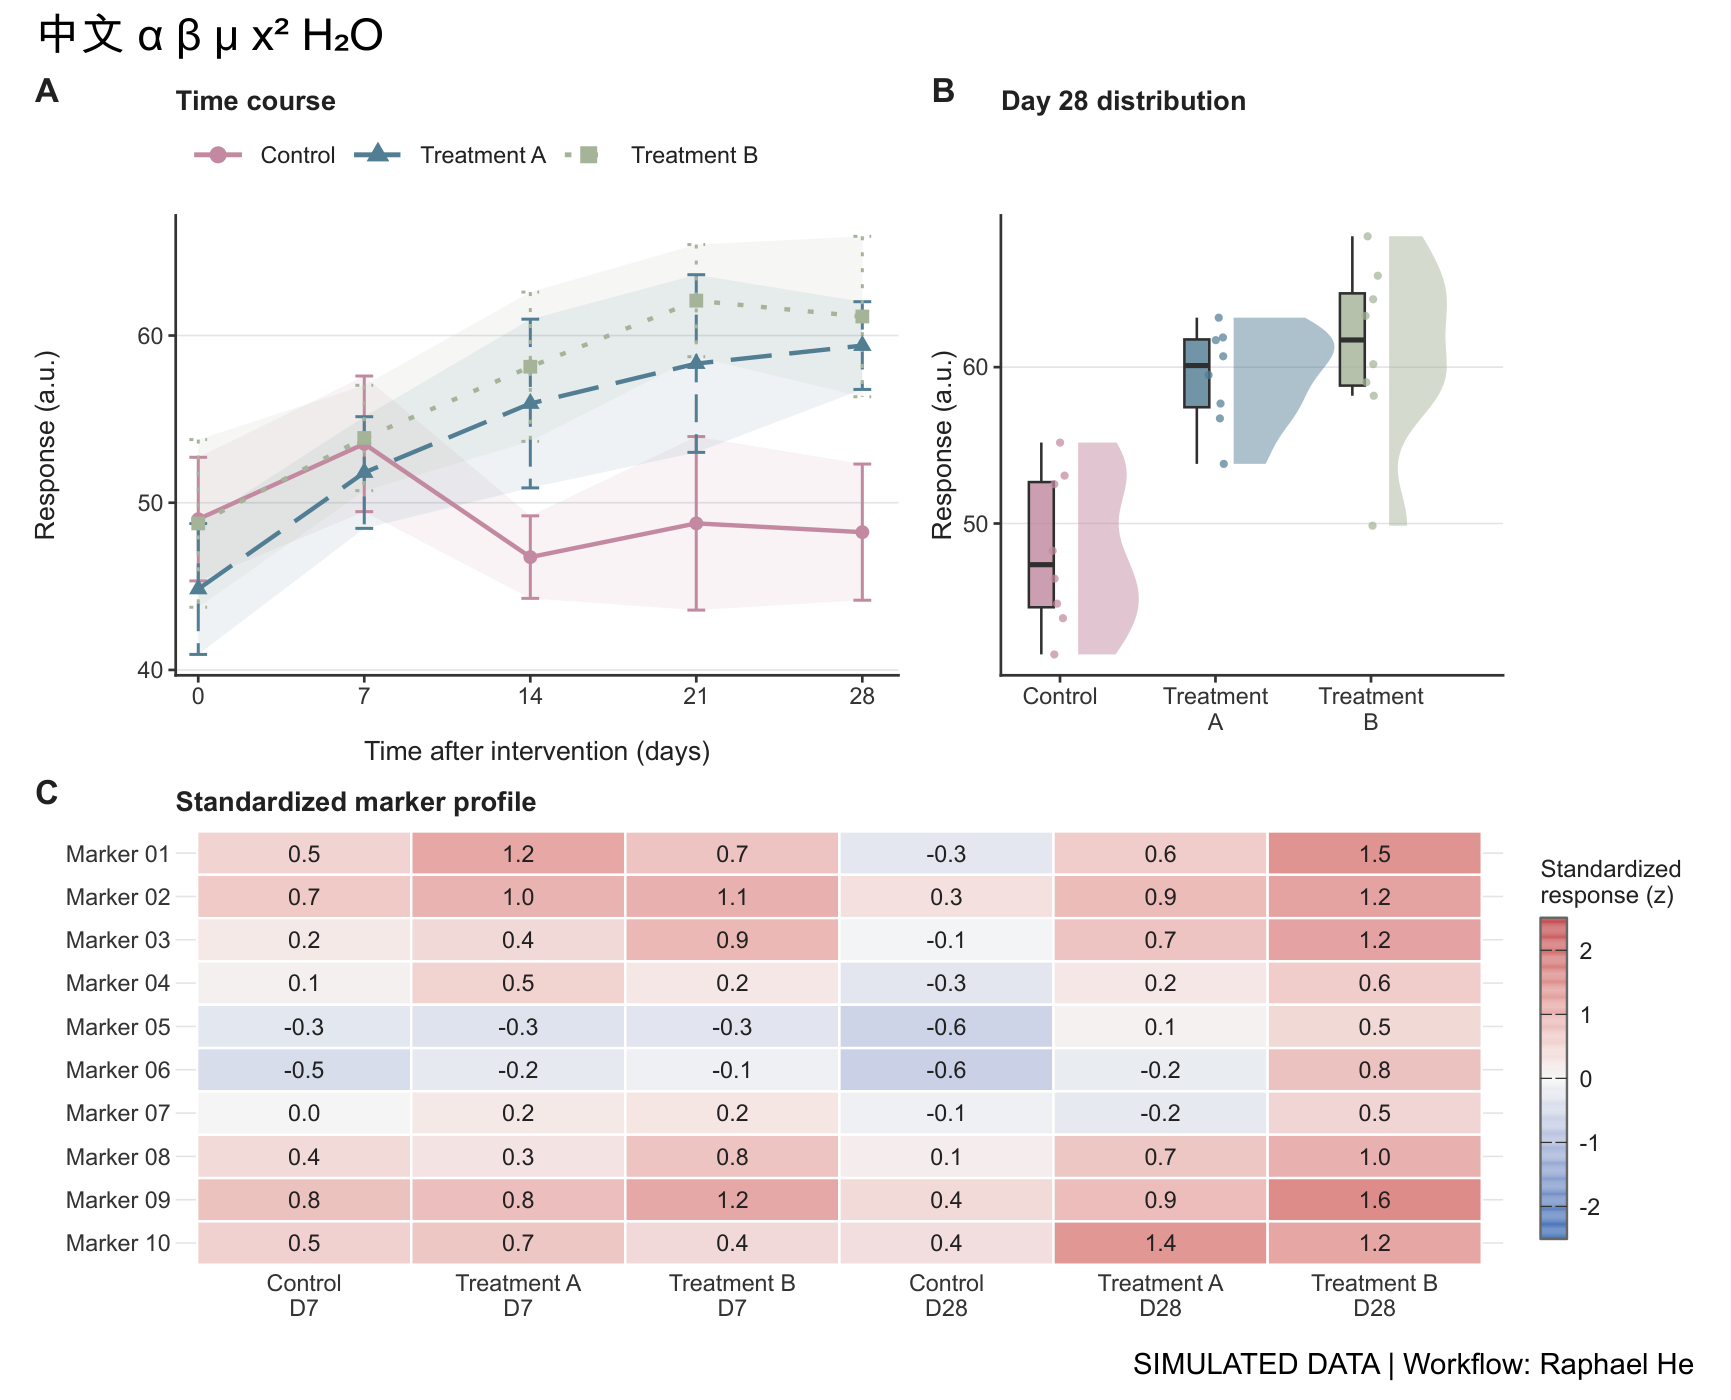 中文 α β μ x² H₂O
A
Time course
Control
Treatment A
Treatment B
Response (a.u.)
60
50
40
0
7
14
21
28
Time after intervention (days)
B
Day 28 distribution
Response (a.u.)
60
50
Control
Treatment
A
Treatment
B
C
Standardized marker profile
Marker 01 0.5 1.2 0.7 -0.3 0.6 1.5
Marker 02 0.7 1.0 1.1 0.3 0.9 1.2
Marker 03 0.2 0.4 0.9 -0.1 0.7 1.2
Marker 04 0.1 0.5 0.2 -0.3 0.2 0.6
Marker 05 -0.3 -0.3 -0.3 -0.6 0.1 0.5
Marker 06 -0.5 -0.2 -0.1 -0.6 -0.2 0.8
Marker 07 0.0 0.2 0.2 -0.1 -0.2 0.5
Marker 08 0.4 0.3 0.8 0.1 0.7 1.0
Marker 09 0.8 0.8 1.2 0.4 0.9 1.6
Marker 10 0.5 0.7 0.4 0.4 1.4 1.2
Control Treatment A Treatment B Control Treatment A Treatment B
D7 D7 D7 D28 D28 D28
Standardized
response (z)
2
1
0
-1
-2
SIMULATED DATA | Workflow: Raphael He